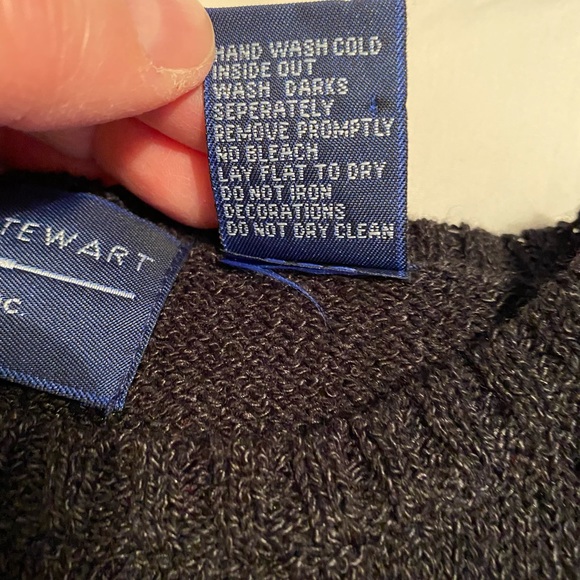 HAND WASH COLD
INSIDE OUT
WASH DARKS
SEPERATELY
REMOVE PROMPTLY
NO BLEACH
LAY FLAT TO DRY
DO NOT IRON
DECORATIONS
DO NOT DRY CLEAN
TEWART
C.